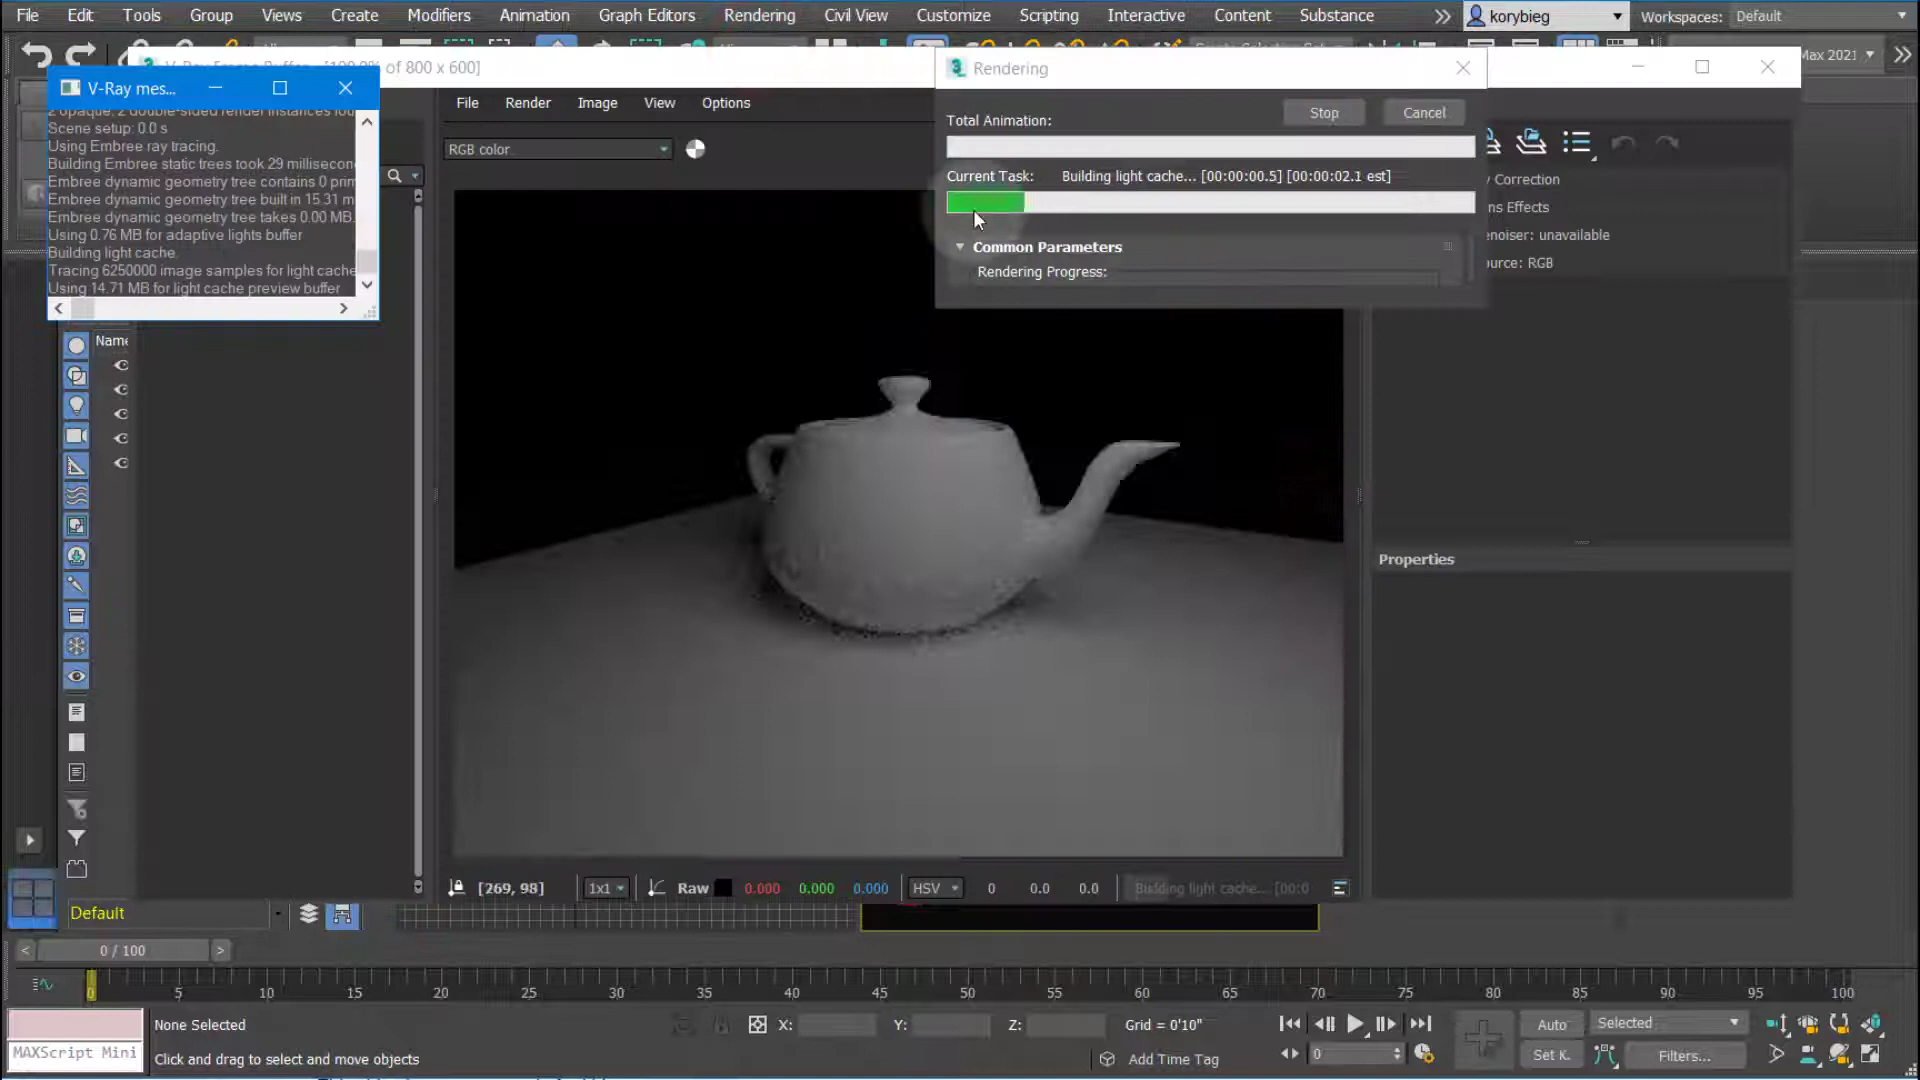 File Edit Views Tools Group Create Modifiers Animation Graph Editors Rendering Civil View Customize Scripting Interactive Content Substance korybieg Workspaces: Default
of 800 x 600]
Max 2021
V-Ray mes...
Scene setup: 0.0 s
Using Embree ray tracing.
Building Embree static trees took 29 millisecon
Embree dynamic geometry tree contains 0 prim
Embree dynamic geometry tree built in 15.31 m
Embree dynamic geometry tree takes 0.00 MB.
Using 0.76 MB for adaptive lights buffer
Building light cache.
Tracing 6250000 image samples for light cache
Using 14.71 MB for light cache preview buffer
File Render Image View Options
RGB color
Rendering
Total Animation:
Stop Cancel
Current Task: Building light cache... [00:00:00.5] [00:00:02.1 est]
Common Parameters
Rendering Progress:
y Correction
ns Effects
enoiser: unavailable
urce: RGB
Properties
Name
[269, 98] 1x1 Raw 0.000 0.000 0.000 HSV 0 0.0 0.0 Building light cache... [00:0
Default
0 / 100
0 5 10 15 20 25 30 35 40 45 50 55 60 65 70 75 80 85 90 95 100
None Selected X: Y: Z: Grid = 0'10" Auto Selected
MAXScript Mini
Click and drag to select and move objects Add Time Tag 0 Set K. Filters...